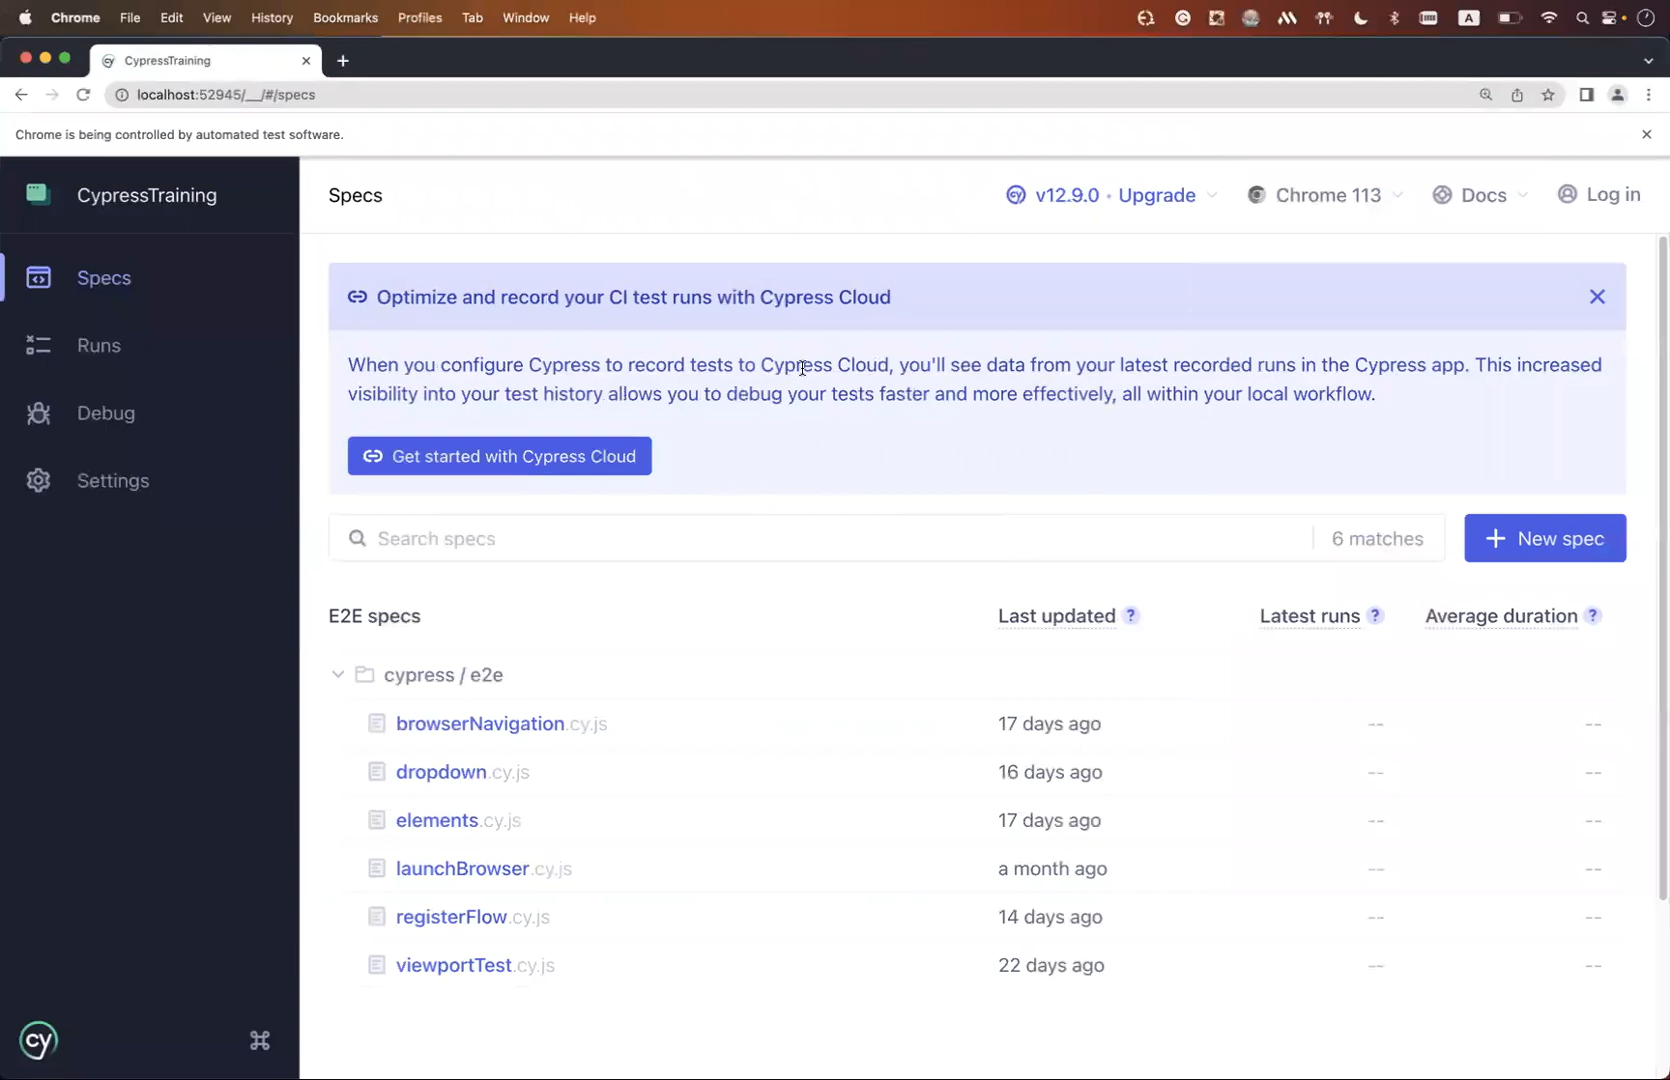 Chrome File Edit View History Bookmarks Profiles Tab Window Help A
CypressTraining
localhost:52945/__/#/specs
Chrome is being controlled by automated test software.
CypressTraining
Specs v12.9.0 • Upgrade Chrome 113 Docs Log in
Specs
Runs
Debug
Settings
Optimize and record your CI test runs with Cypress Cloud
When you configure Cypress to record tests to Cypress Cloud, you'll see data from your latest recorded runs in the Cypress app. This increased
visibility into your test history allows you to debug your tests faster and more effectively, all within your local workflow.
Get started with Cypress Cloud
Search specs 6 matches New spec
E2E specs Last updated ? Latest runs ? Average duration ?
cypress / e2e
browserNavigation.cy.js 17 days ago -- --
dropdown.cy.js 16 days ago -- --
elements.cy.js 17 days ago -- --
launchBrowser.cy.js a month ago -- --
registerFlow.cy.js 14 days ago -- --
viewportTest.cy.js 22 days ago -- --
cy